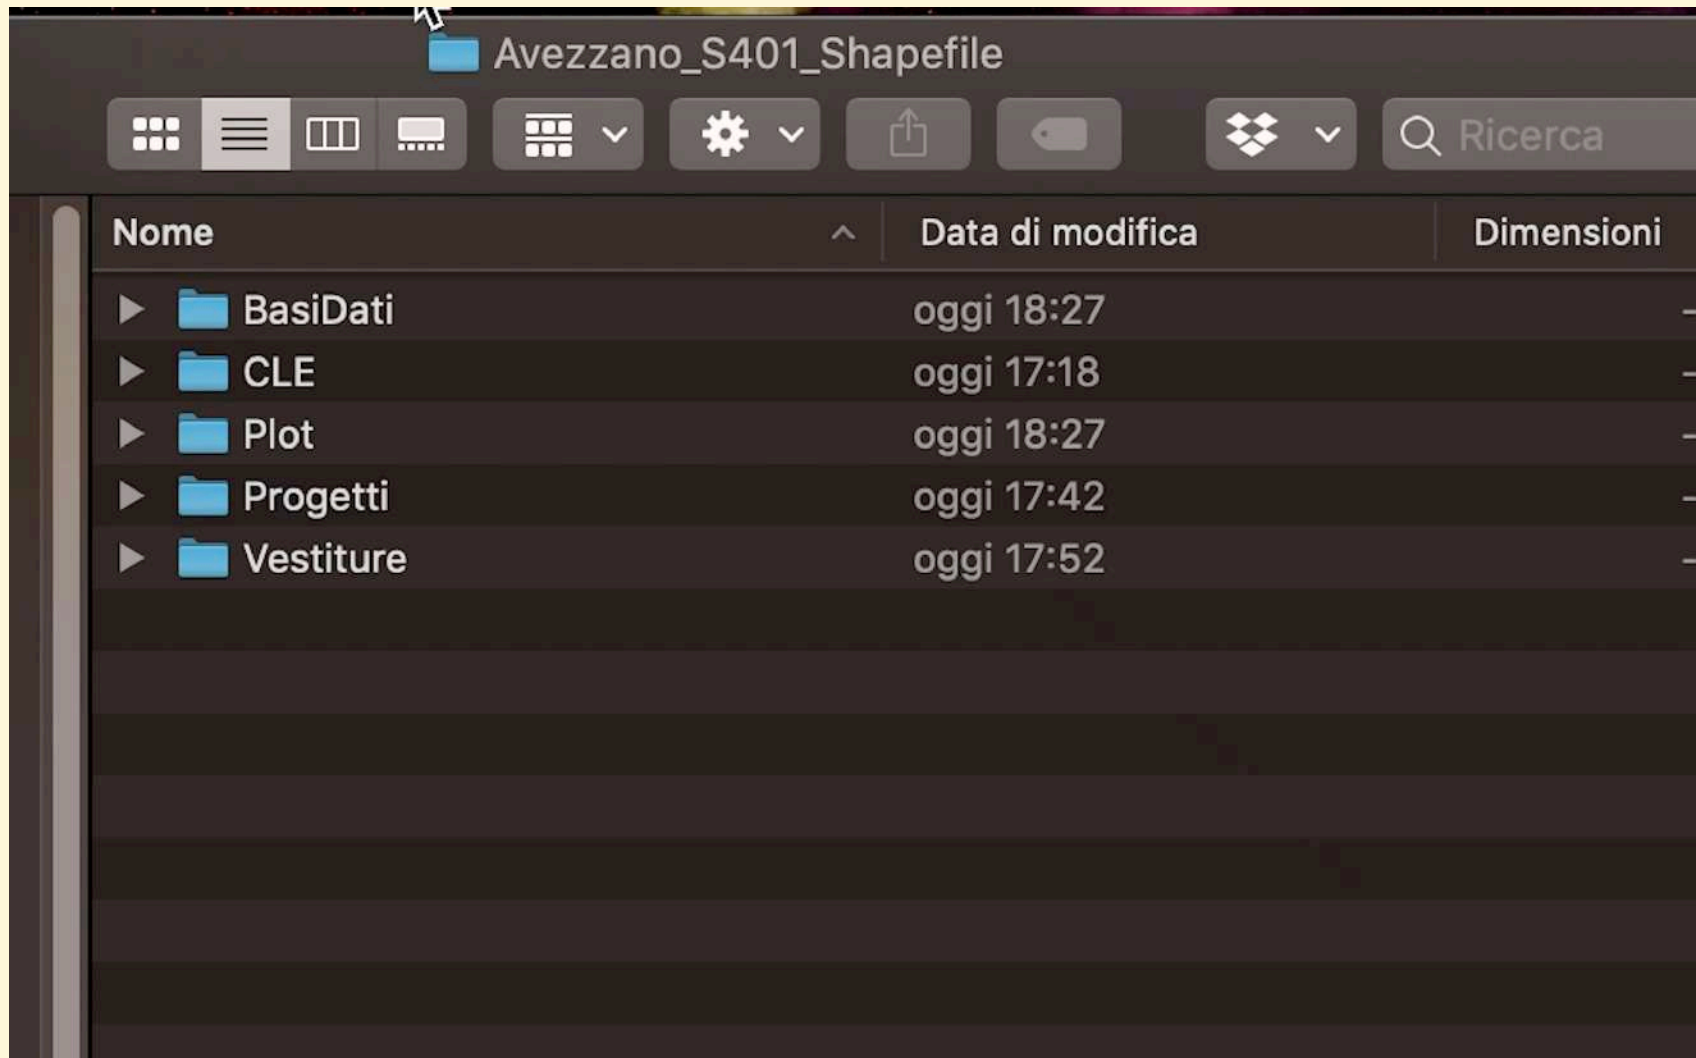 Avezzano_S401_Shapefile
Ricerca
Nome Data di modifica Dimensioni
BasiDati oggi 18:27 -
CLE oggi 17:18 -
Plot oggi 18:27 -
Progetti oggi 17:42 -
Vestiture oggi 17:52 -